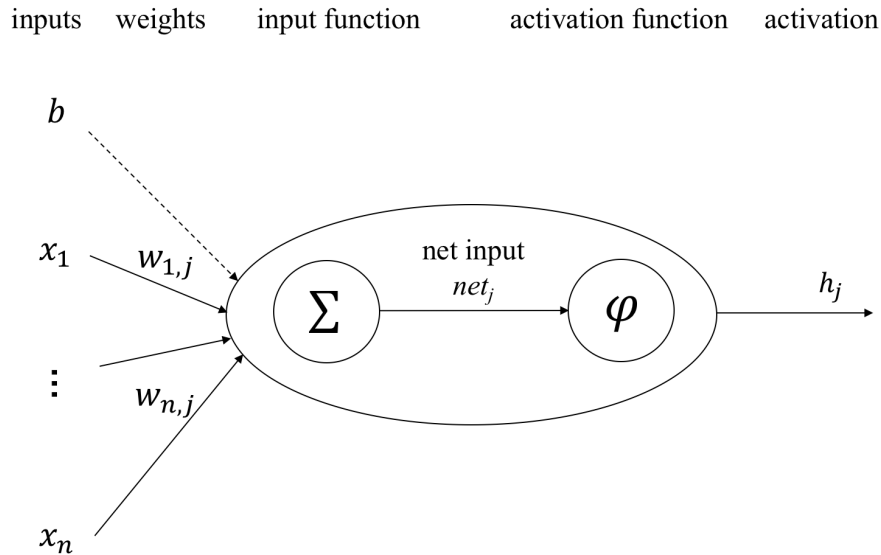 inputs weights input function activation function activation
b
x₁ w₁,ⱼ
net input
netⱼ
Σ φ hⱼ
⋮
wₙ,ⱼ
xₙ